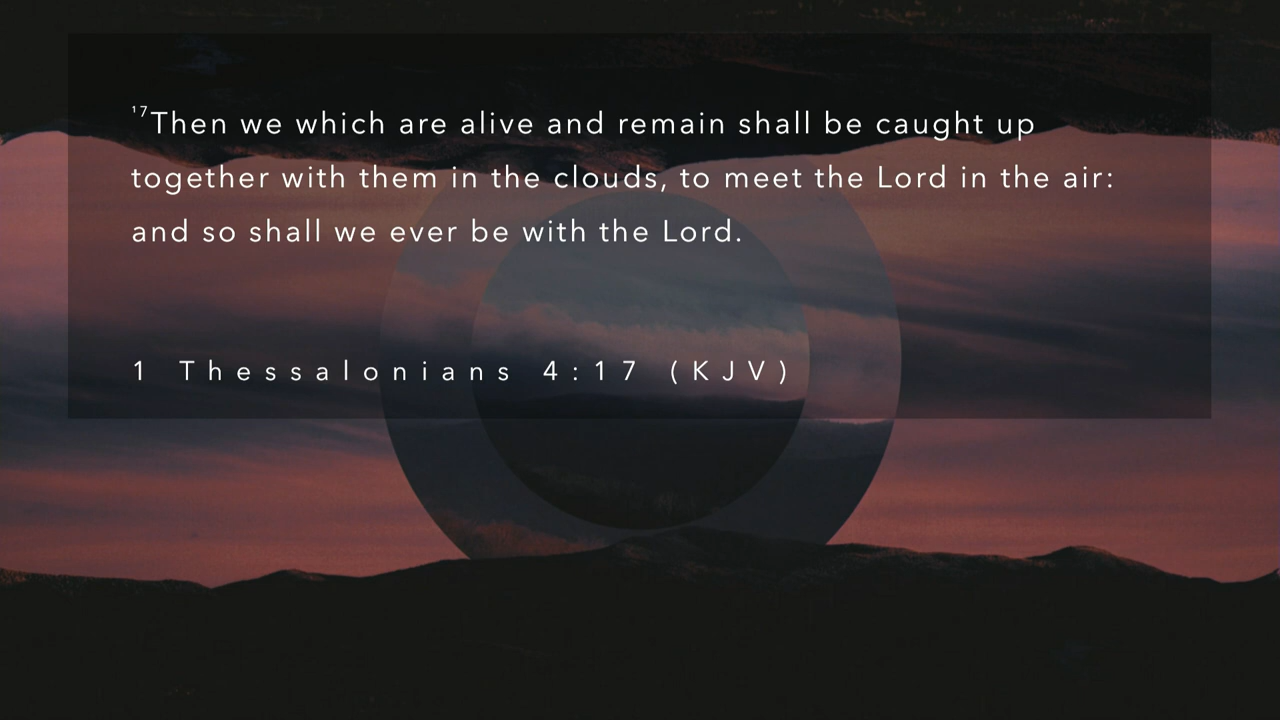 17Then we which are alive and remain shall be caught up
together with them in the clouds, to meet the Lord in the air:
and so shall we ever be with the Lord.
1 Thessalonians 4:17 (KJV)